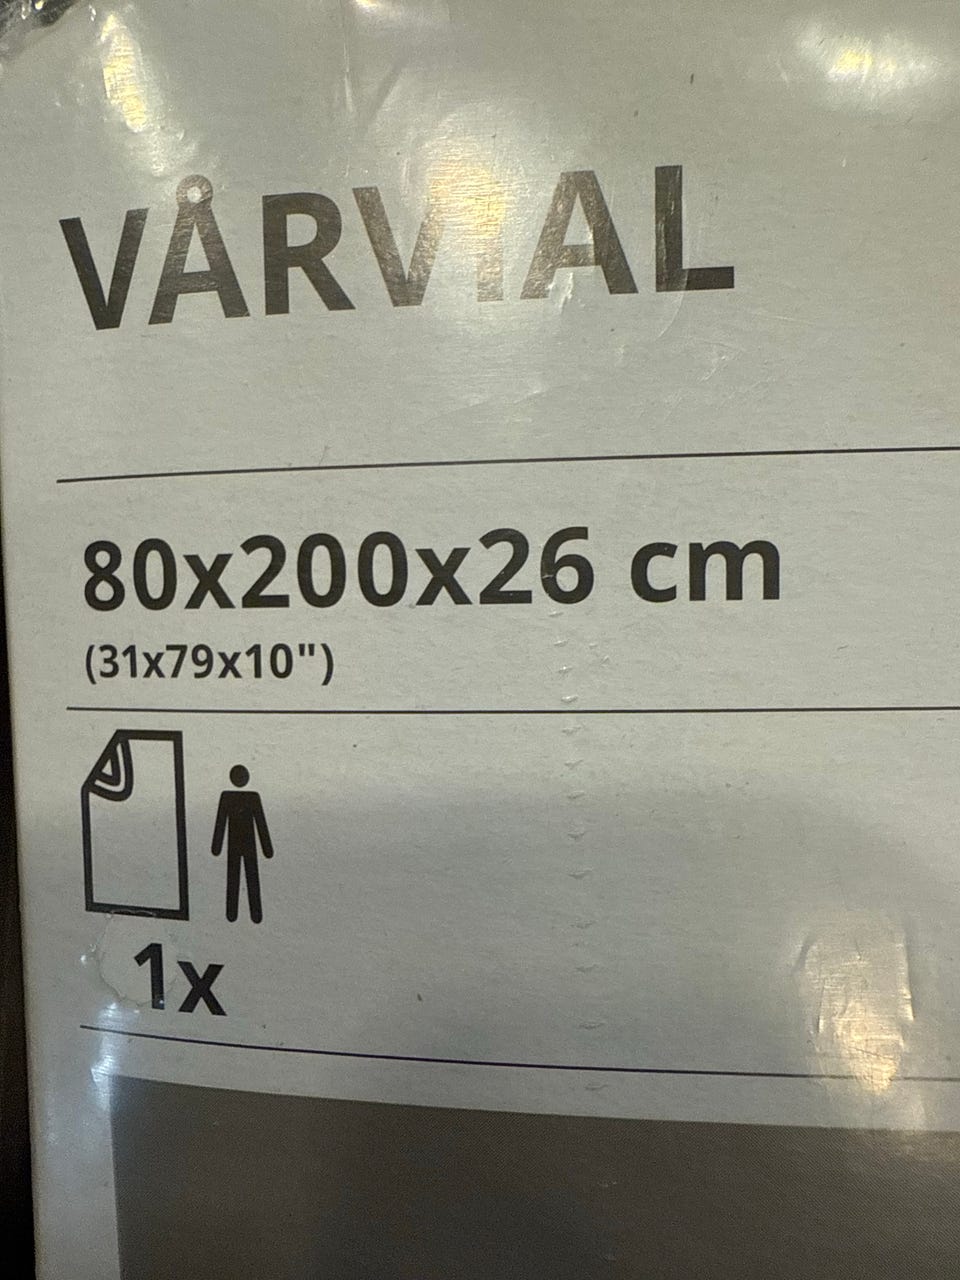 VÅRVIAL
80x200x26 cm
(31x79x10")
1x